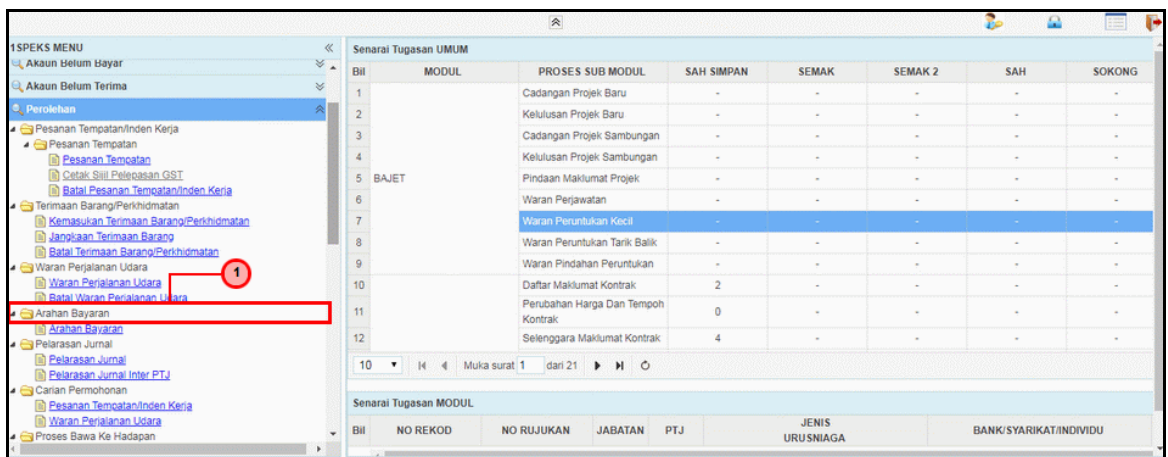 1SPEKS MENU
Akaun Belum Bayar
Akaun Belum Terima
Perolehan
Pesanan Tempatan/Inden Kerja
Pesanan Tempatan
Pesanan Tempatan
Cetak Sijil Pelepasan GST
Batal Pesanan Tempatan/Inden Kerja
Terimaan Barang/Perkhidmatan
Kemasukan Terimaan Barang/Perkhidmatan
Jangkaan Terimaan Barang
Batal Terimaan Barang/Perkhidmatan
Waran Perjalanan Udara
Waran Perjalanan Udara
Batal Waran Perjalanan Udara
1
Arahan Bayaran
Arahan Bayaran
Pelarasan Jurnal
Pelarasan Jurnal
Pelarasan Jurnal Inter PTJ
Carian Permohonan
Pesanan Tempatan/Inden Kerja
Waran Perjalanan Udara
Proses Bawa Ke Hadapan
Senarai Tugasan UMUM
Bil MODUL PROSES SUB MODUL SAH SIMPAN SEMAK SEMAK 2 SAH SOKONG
1 Cadangan Projek Baru - - - - -
2 Kelulusan Projek Baru - - - - -
3 Cadangan Projek Sambungan - - - - -
4 Kelulusan Projek Sambungan - - - - -
5 BAJET Pindaan Maklumat Projek - - - - -
6 Waran Perjawatan - - - - -
7 Waran Peruntukan Kecil - - - - -
8 Waran Peruntukan Tarik Balik - - - - -
9 Waran Pindahan Peruntukan - - - - -
10 Daftar Maklumat Kontrak 2 - - - -
11 Perubahan Harga Dan Tempoh Kontrak 0 - - - -
12 Selenggara Maklumat Kontrak 4 - - - -
10 Muka surat 1 dari 21
Senarai Tugasan MODUL
Bil NO REKOD NO RUJUKAN JABATAN PTJ JENIS URUSNIAGA BANK/SYARIKAT/INDIVIDU